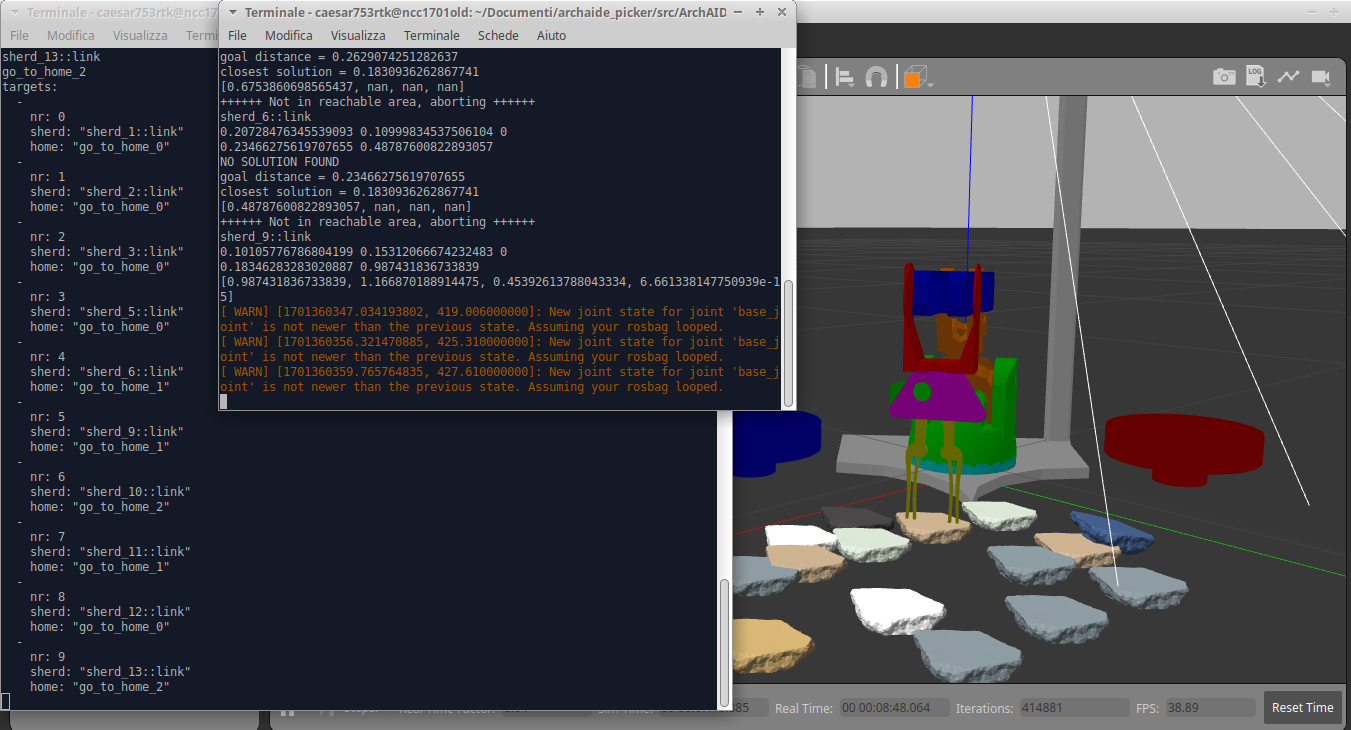 Terminale - caesar753rtk@ncc1701old
File Modifica Visualizza Termi
sherd_13::link
go_to_home_2
targets:
-
nr: 0
sherd: "sherd_1::link"
home: "go_to_home_0"
-
nr: 1
sherd: "sherd_2::link"
home: "go_to_home_0"
-
nr: 2
sherd: "sherd_3::link"
home: "go_to_home_0"
-
nr: 3
sherd: "sherd_5::link"
home: "go_to_home_0"
-
nr: 4
sherd: "sherd_6::link"
home: "go_to_home_1"
-
nr: 5
sherd: "sherd_9::link"
home: "go_to_home_1"
-
nr: 6
sherd: "sherd_10::link"
home: "go_to_home_2"
-
nr: 7
sherd: "sherd_11::link"
home: "go_to_home_1"
-
nr: 8
sherd: "sherd_12::link"
home: "go_to_home_0"
-
nr: 9
sherd: "sherd_13::link"
home: "go_to_home_2"
Terminale - caesar753rtk@ncc1701old: ~/Documenti/archaide_picker/src/ArchAID
File Modifica Visualizza Terminale Schede Aiuto
goal distance = 0.2629074251282637
closest solution = 0.1830936262867741
[0.6753860698565437, nan, nan, nan]
++++++ Not in reachable area, aborting ++++++
sherd_6::link
0.20728476345539093 0.10999834537506104 0
0.23466275619707655 0.48787600822893057
NO SOLUTION FOUND
goal distance = 0.23466275619707655
closest solution = 0.1830936262867741
[0.48787600822893057, nan, nan, nan]
++++++ Not in reachable area, aborting ++++++
sherd_9::link
0.10105776786804199 0.15312066674232483 0
0.18346283283020887 0.987431836733839
[0.987431836733839, 1.166870188914475, 0.45392613788043334, 6.661338147750939e-1
5]
[ WARN] [1701360347.034193802, 419.006000000]: New joint state for joint 'base_j
oint' is not newer than the previous state. Assuming your rosbag looped.
[ WARN] [1701360356.321470885, 425.310000000]: New joint state for joint 'base_j
oint' is not newer than the previous state. Assuming your rosbag looped.
[ WARN] [1701360359.765764835, 427.610000000]: New joint state for joint 'base_j
oint' is not newer than the previous state. Assuming your rosbag looped.
LOG
885 Real Time: 00 00:08:48.064 Iterations: 414881 FPS: 38.89 Reset Time